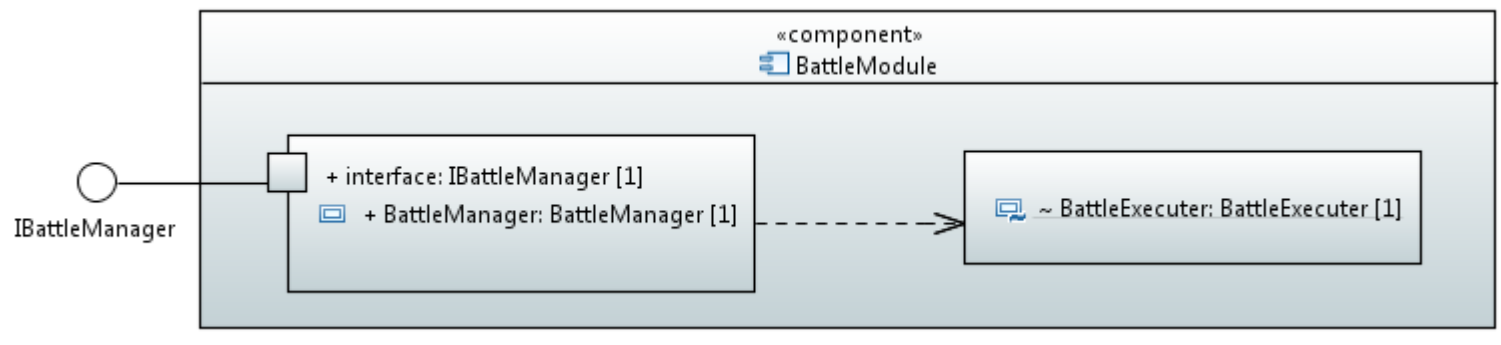 «component»
BattleModule
+ interface: IBattleManager [1]
+ BattleManager: BattleManager [1]
~ BattleExecuter: BattleExecuter [1]
IBattleManager